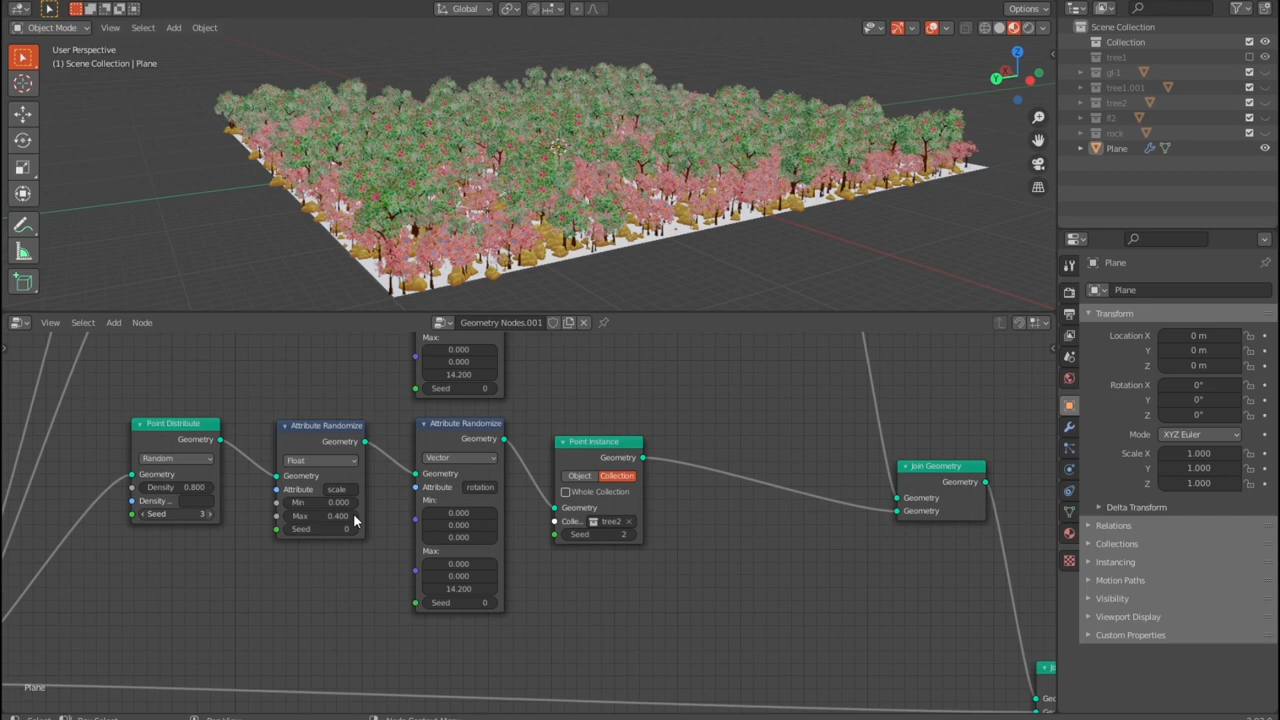 Global
Options
Object Mode
View
Select
Add
Object
User Perspective
(1) Scene Collection | Plane
Z
Y
Scene Collection
Collection
tree1
gl-1
tree1.001
tree2
fl2
rock
Plane
Plane
Plane
Transform
Location X 0 m
Y 0 m
Z 0 m
Rotation X 0°
Y 0°
Z 0°
Mode XYZ Euler
Scale X 1.000
Y 1.000
Z 1.000
Delta Transform
Relations
Collections
Instancing
Motion Paths
Visibility
Viewport Display
Custom Properties
View
Select
Add
Node
Geometry Nodes.001
Max:
0.000
0.000
14.200
Seed 0
Point Distribute
Geometry
Random
Geometry
Density 0.800
Density ..
Seed 3
Attribute Randomize
Geometry
Float
Geometry
Attribute scale
Min 0.000
Max 0.400
Seed 0
Attribute Randomize
Geometry
Vector
Geometry
Attribute rotation
Min:
0.000
0.000
0.000
Max:
0.000
0.000
14.200
Seed 0
Point Instance
Geometry
Object Collection
Whole Collection
Geometry
Colle... tree2
Seed 2
Join Geometry
Geometry
Geometry
Geometry
Plane